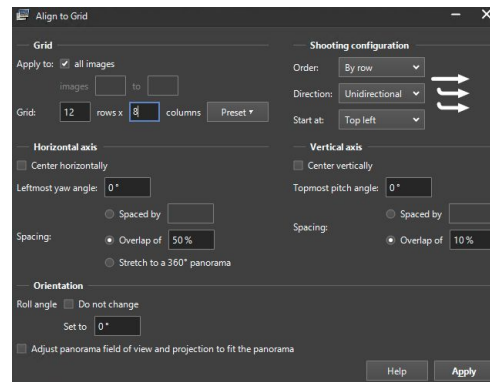 Align to Grid
Grid
Apply to: all images
images to
Grid: 12 rows x 8 columns Preset
Shooting configuration
Order: By row
Direction: Unidirectional
Start at: Top left
Horizontal axis
Center horizontally
Leftmost yaw angle: 0°
Spaced by
Spacing:
Overlap of 50%
Stretch to a 360° panorama
Vertical axis
Center vertically
Topmost pitch angle: 0°
Spaced by
Spacing:
Overlap of 10%
Orientation
Roll angle Do not change
Set to 0°
Adjust panorama field of view and projection to fit the panorama
Help Apply